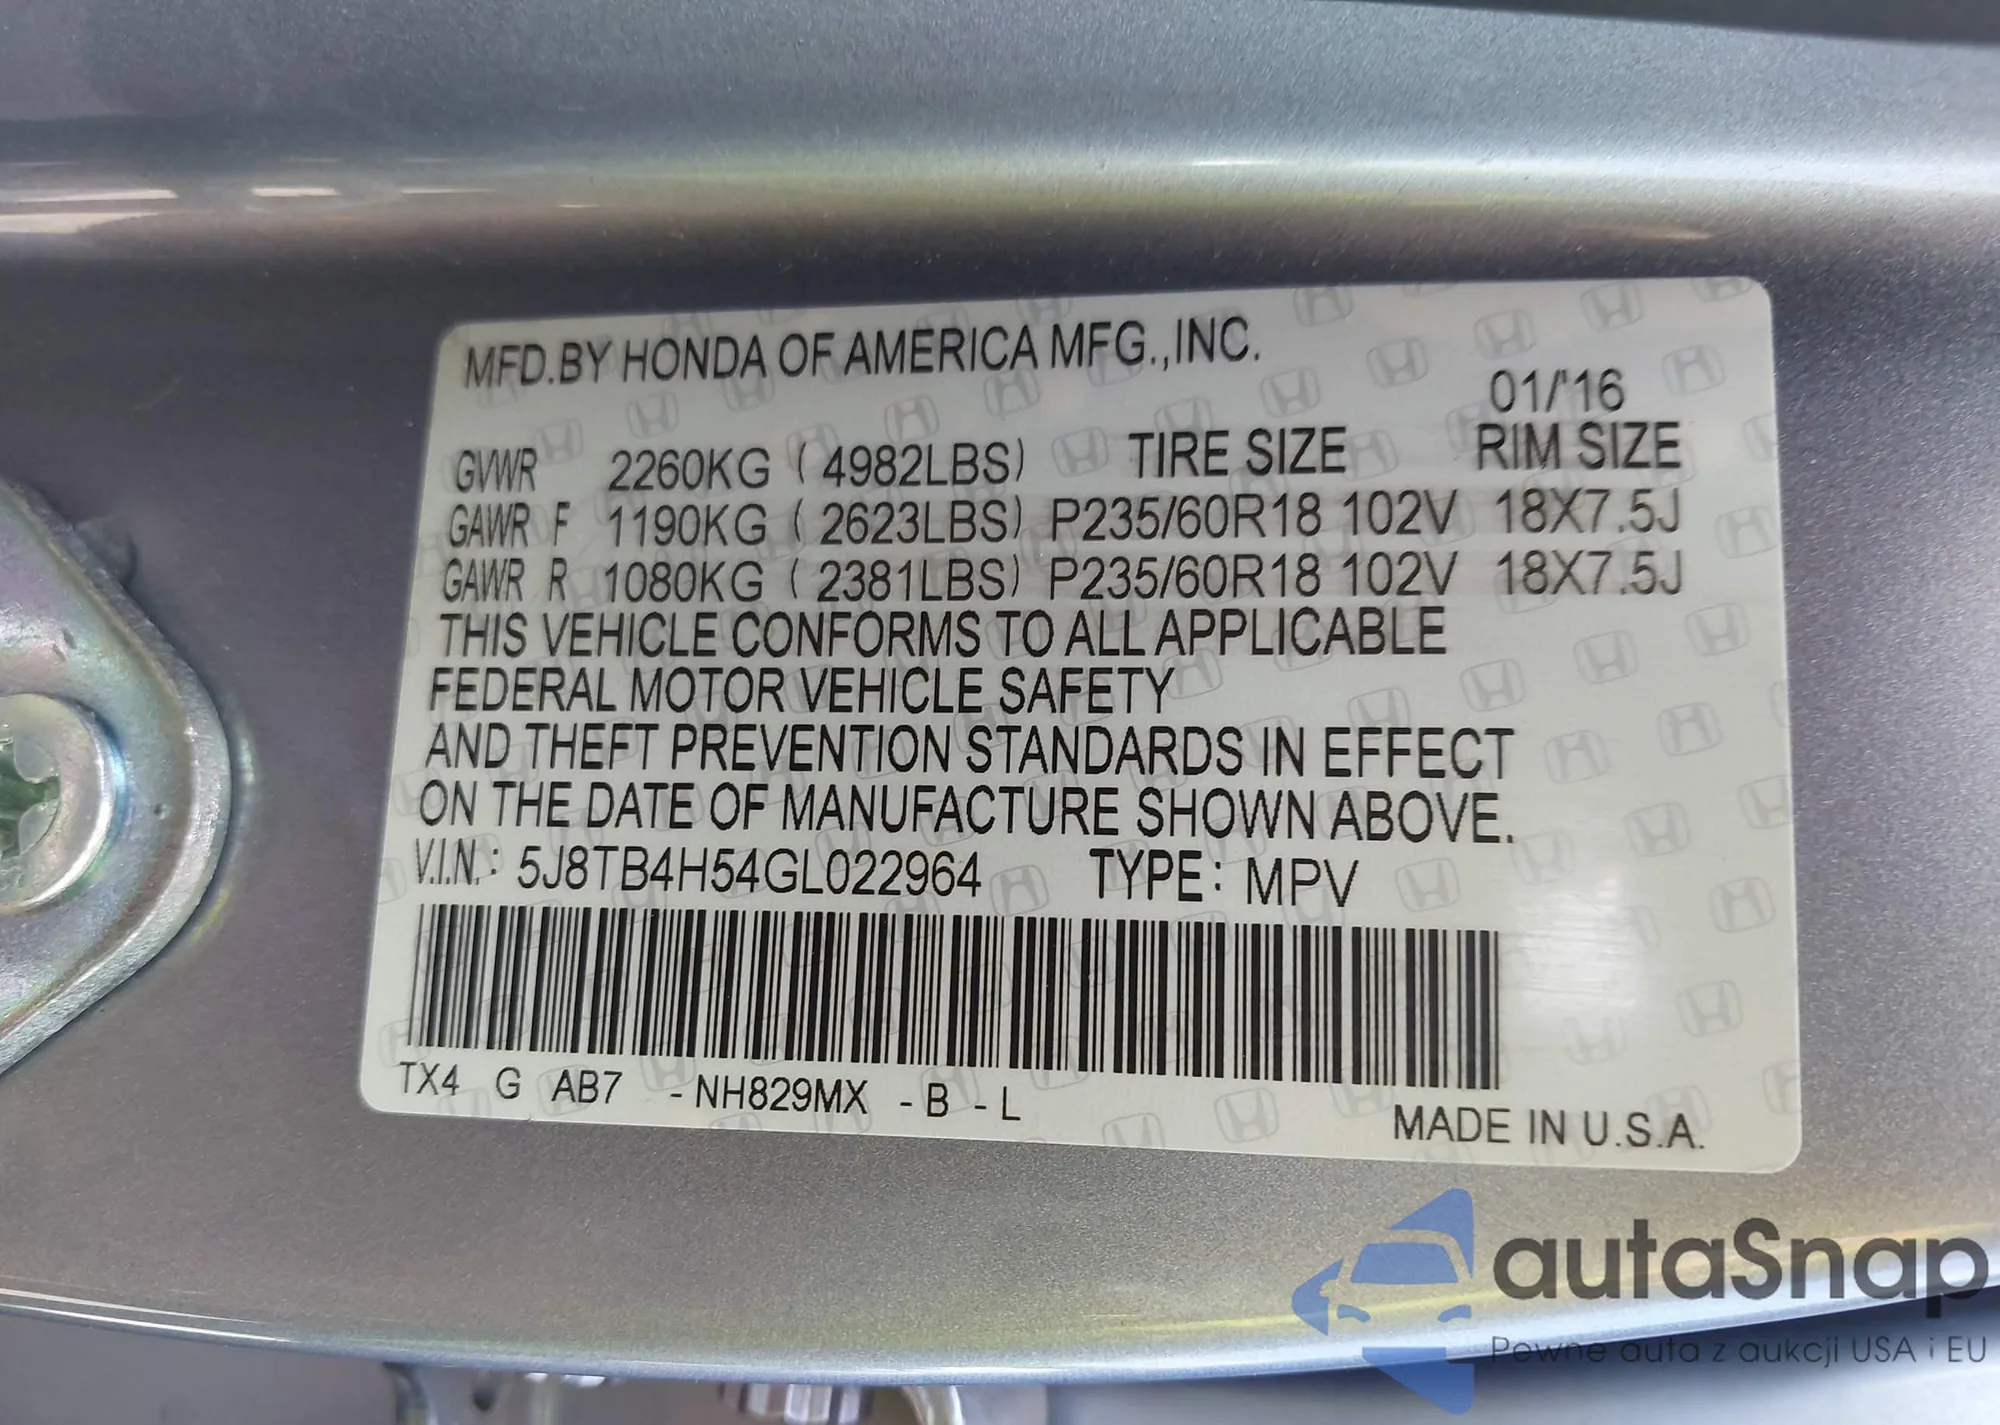 MFD.BY HONDA OF AMERICA MFG.,INC.
01/'16
GVWR 2260KG ( 4982LBS) TIRE SIZE RIM SIZE
GAWR F 1190KG ( 2623LBS) P235/60R18 102V 18X7.5J
GAWR R 1080KG ( 2381LBS) P235/60R18 102V 18X7.5J
THIS VEHICLE CONFORMS TO ALL APPLICABLE
FEDERAL MOTOR VEHICLE SAFETY
AND THEFT PREVENTION STANDARDS IN EFFECT
ON THE DATE OF MANUFACTURE SHOWN ABOVE.
V.I.N.: 5J8TB4H54GL022964 TYPE: MPV
TX4 G AB7 -NH829MX -B -L
MADE IN U.S.A.
autaSnap
Pewne auta z aukcji USA i EU